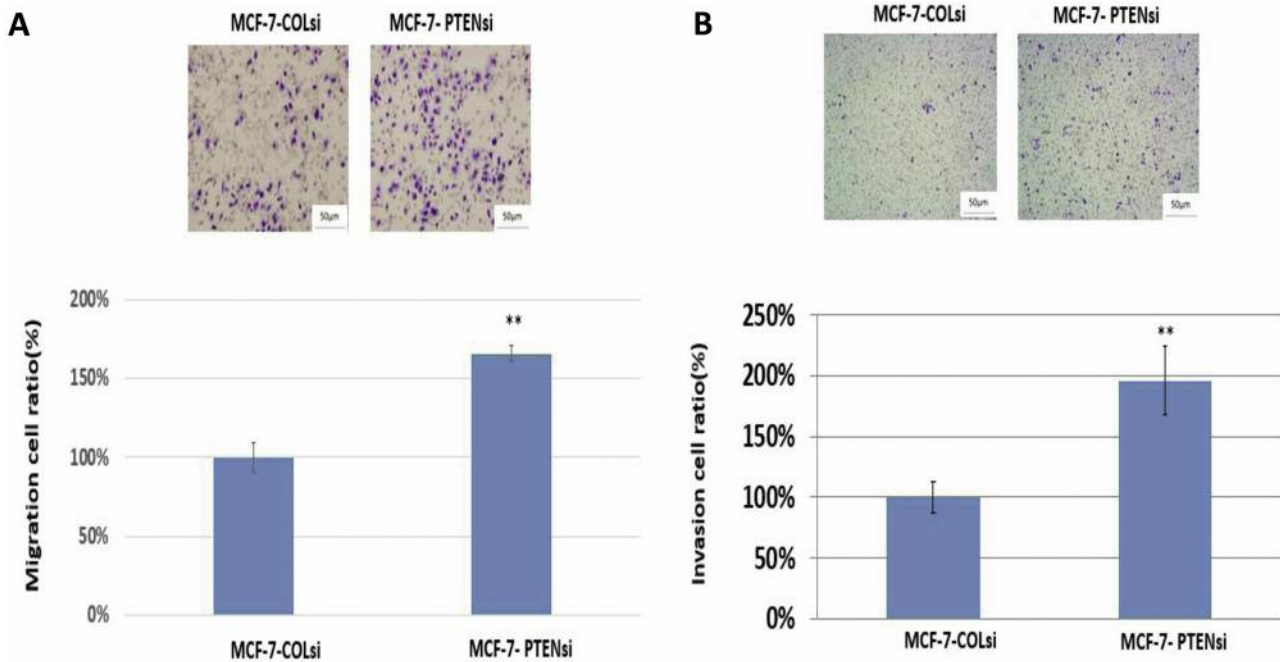 A
MCF-7-COLsi
MCF-7- PTENsi
50µm
50µm
200%
150%
100%
50%
0%
Migration cell ratio(%)
**
MCF-7-COLsi
MCF-7- PTENsi
B
MCF-7-COLsi
MCF-7- PTENsi
50µm
50µm
250%
200%
150%
100%
50%
0%
Invasion cell ratio(%)
**
MCF-7-COLsi
MCF-7- PTENsi